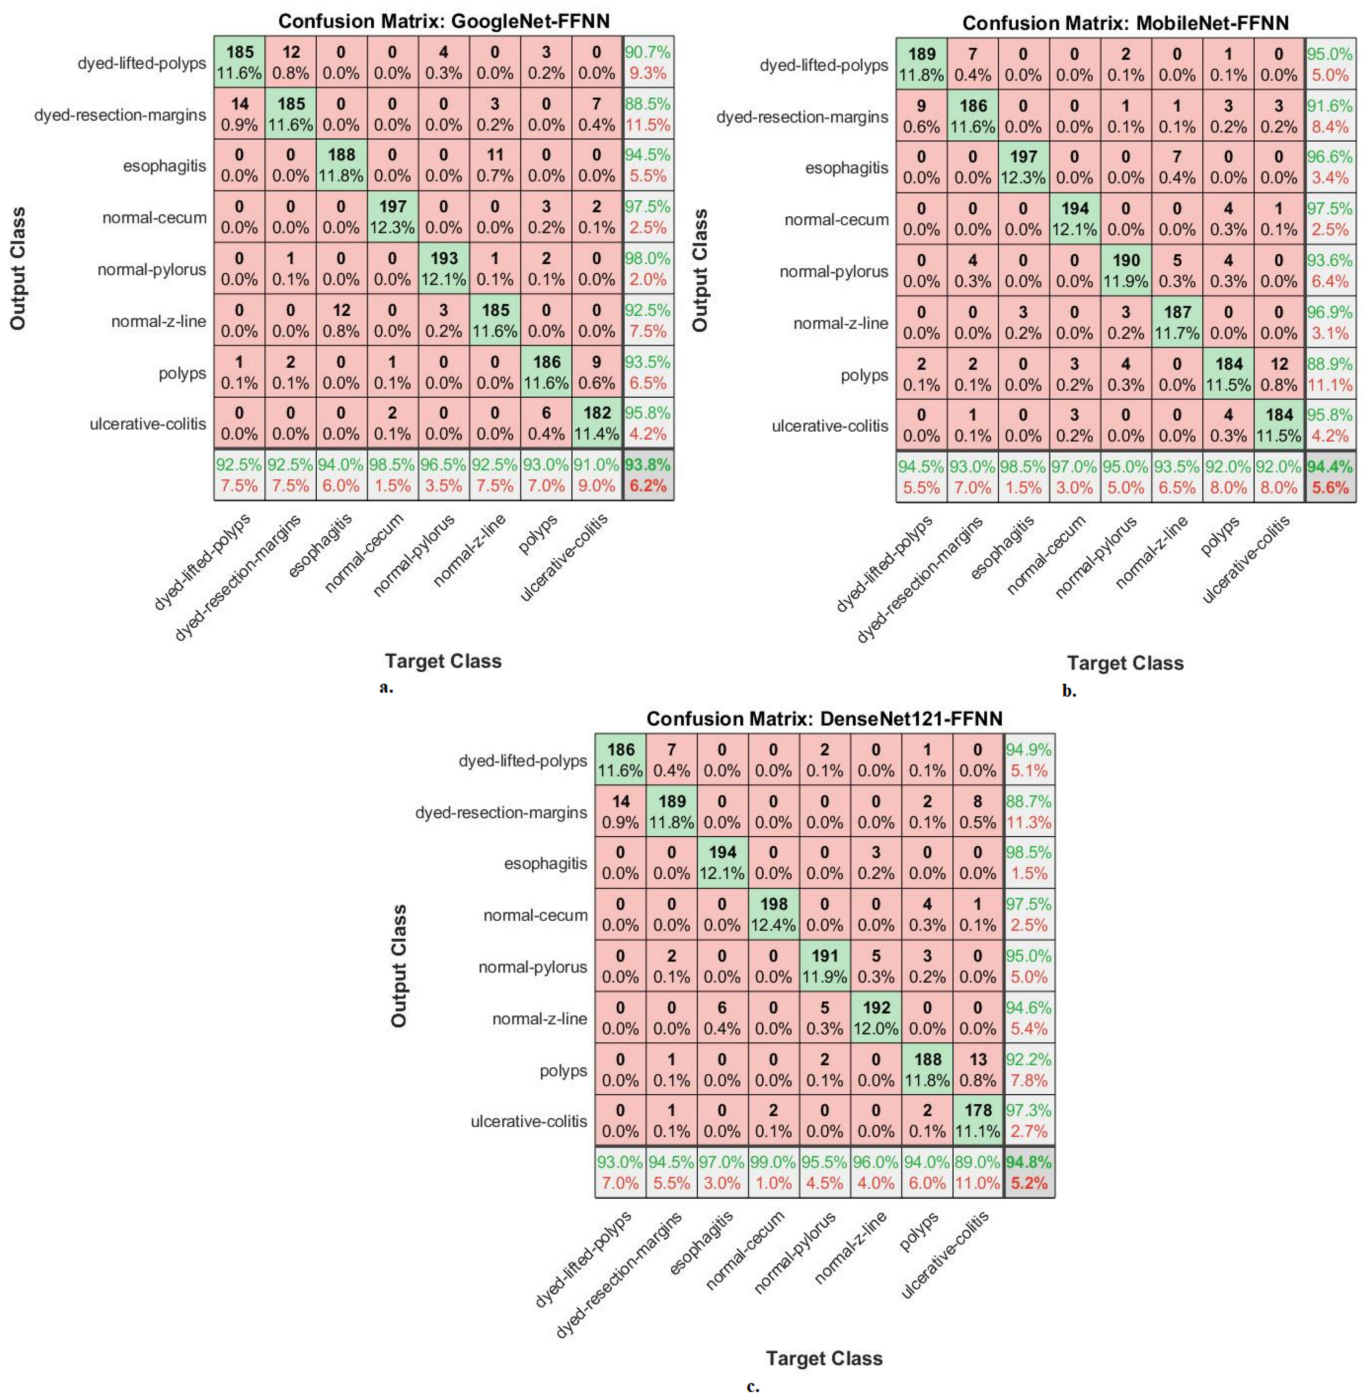 Confusion Matrix: GoogleNet-FFNN
dyed-lifted-polyps 185 12 0 0 4 0 3 0 90.7%
11.6% 0.8% 0.0% 0.0% 0.3% 0.0% 0.2% 0.0% 9.3%
dyed-resection-margins 14 185 0 0 0 3 0 7 88.5%
0.9% 11.6% 0.0% 0.0% 0.0% 0.2% 0.0% 0.4% 11.5%
esophagitis 0 0 188 0 0 11 0 0 94.5%
0.0% 0.0% 11.8% 0.0% 0.0% 0.7% 0.0% 0.0% 5.5%
normal-cecum 0 0 0 197 0 0 3 2 97.5%
0.0% 0.0% 0.0% 12.3% 0.0% 0.0% 0.2% 0.1% 2.5%
normal-pylorus 0 1 0 0 193 1 2 0 98.0%
0.0% 0.1% 0.0% 0.0% 12.1% 0.1% 0.1% 0.0% 2.0%
normal-z-line 0 0 12 0 3 185 0 0 92.5%
0.0% 0.0% 0.8% 0.0% 0.2% 11.6% 0.0% 0.0% 7.5%
polyps 1 2 0 1 0 0 186 9 93.5%
0.1% 0.1% 0.0% 0.1% 0.0% 0.0% 11.6% 0.6% 6.5%
ulcerative-colitis 0 0 0 2 0 0 6 182 95.8%
0.0% 0.0% 0.0% 0.1% 0.0% 0.0% 0.4% 11.4% 4.2%
92.5% 92.5% 94.0% 98.5% 96.5% 92.5% 93.0% 91.0% 93.8%
7.5% 7.5% 6.0% 1.5% 3.5% 7.5% 7.0% 9.0% 6.2%
Output Class
dyed-lifted-polyps
dyed-resection-margins
esophagitis
normal-cecum
normal-pylorus
normal-z-line
polyps
ulcerative-colitis
Target Class
a.
Confusion Matrix: MobileNet-FFNN
dyed-lifted-polyps 189 7 0 0 2 0 1 0 95.0%
11.8% 0.4% 0.0% 0.0% 0.1% 0.0% 0.1% 0.0% 5.0%
dyed-resection-margins 9 186 0 0 1 1 3 3 91.6%
0.6% 11.6% 0.0% 0.0% 0.1% 0.1% 0.2% 0.2% 8.4%
esophagitis 0 0 197 0 0 7 0 0 96.6%
0.0% 0.0% 12.3% 0.0% 0.0% 0.4% 0.0% 0.0% 3.4%
normal-cecum 0 0 0 194 0 0 4 1 97.5%
0.0% 0.0% 0.0% 12.1% 0.0% 0.0% 0.3% 0.1% 2.5%
normal-pylorus 0 4 0 0 190 5 4 0 93.6%
0.0% 0.3% 0.0% 0.0% 11.9% 0.3% 0.3% 0.0% 6.4%
normal-z-line 0 0 3 0 3 187 0 0 96.9%
0.0% 0.0% 0.2% 0.0% 0.2% 11.7% 0.0% 0.0% 3.1%
polyps 2 2 0 3 4 0 184 12 88.9%
0.1% 0.1% 0.0% 0.2% 0.3% 0.0% 11.5% 0.8% 11.1%
ulcerative-colitis 0 1 0 3 0 0 4 184 95.8%
0.0% 0.1% 0.0% 0.2% 0.0% 0.0% 0.3% 11.5% 4.2%
94.5% 93.0% 98.5% 97.0% 95.0% 93.5% 92.0% 92.0% 94.4%
5.5% 7.0% 1.5% 3.0% 5.0% 6.5% 8.0% 8.0% 5.6%
Output Class
dyed-lifted-polyps
dyed-resection-margins
esophagitis
normal-cecum
normal-pylorus
normal-z-line
polyps
ulcerative-colitis
Target Class
b.
Confusion Matrix: DenseNet121-FFNN
dyed-lifted-polyps 186 7 0 0 2 0 1 0 94.9%
11.6% 0.4% 0.0% 0.0% 0.1% 0.0% 0.1% 0.0% 5.1%
dyed-resection-margins 14 189 0 0 0 0 2 8 88.7%
0.9% 11.8% 0.0% 0.0% 0.0% 0.0% 0.1% 0.5% 11.3%
esophagitis 0 0 194 0 0 3 0 0 98.5%
0.0% 0.0% 12.1% 0.0% 0.0% 0.2% 0.0% 0.0% 1.5%
normal-cecum 0 0 0 198 0 0 4 1 97.5%
0.0% 0.0% 0.0% 12.4% 0.0% 0.0% 0.3% 0.1% 2.5%
normal-pylorus 0 2 0 0 191 5 3 0 95.0%
0.0% 0.1% 0.0% 0.0% 11.9% 0.3% 0.2% 0.0% 5.0%
normal-z-line 0 0 6 0 5 192 0 0 94.6%
0.0% 0.0% 0.4% 0.0% 0.3% 12.0% 0.0% 0.0% 5.4%
polyps 0 1 0 0 2 0 188 13 92.2%
0.0% 0.1% 0.0% 0.0% 0.1% 0.0% 11.8% 0.8% 7.8%
ulcerative-colitis 0 1 0 2 0 0 2 178 97.3%
0.0% 0.1% 0.0% 0.1% 0.0% 0.0% 0.1% 11.1% 2.7%
93.0% 94.5% 97.0% 99.0% 95.5% 96.0% 94.0% 89.0% 94.8%
7.0% 5.5% 3.0% 1.0% 4.5% 4.0% 6.0% 11.0% 5.2%
Output Class
dyed-lifted-polyps
dyed-resection-margins
esophagitis
normal-cecum
normal-pylorus
normal-z-line
polyps
ulcerative-colitis
Target Class
c.